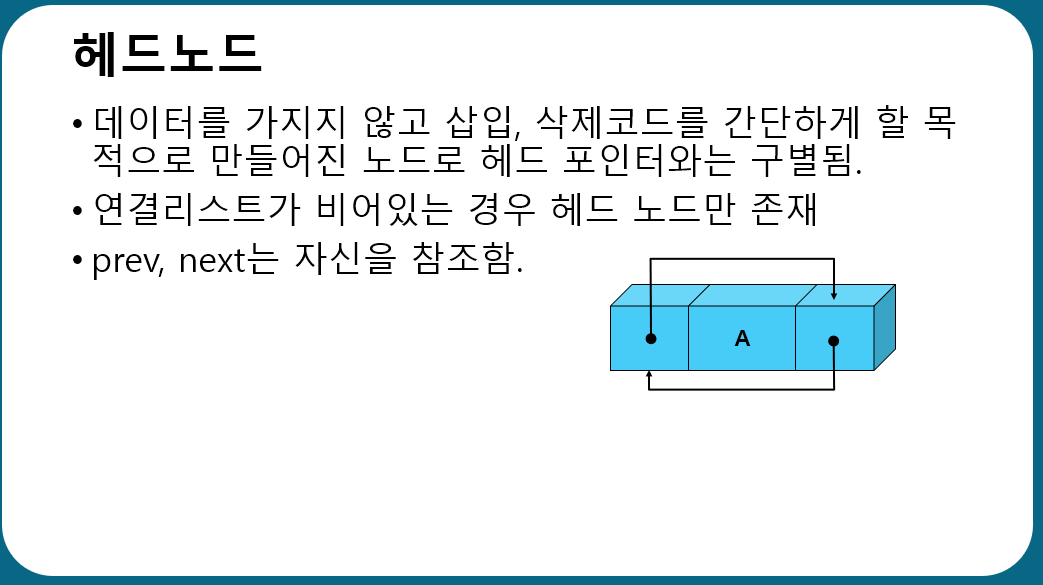 헤드노드
• 데이터를 가지지 않고 삽입, 삭제코드를 간단하게 할 목
적으로 만들어진 노드로 헤드 포인터와는 구별됨.
• 연결리스트가 비어있는 경우 헤드 노드만 존재
• prev, next는 자신을 참조함.
A